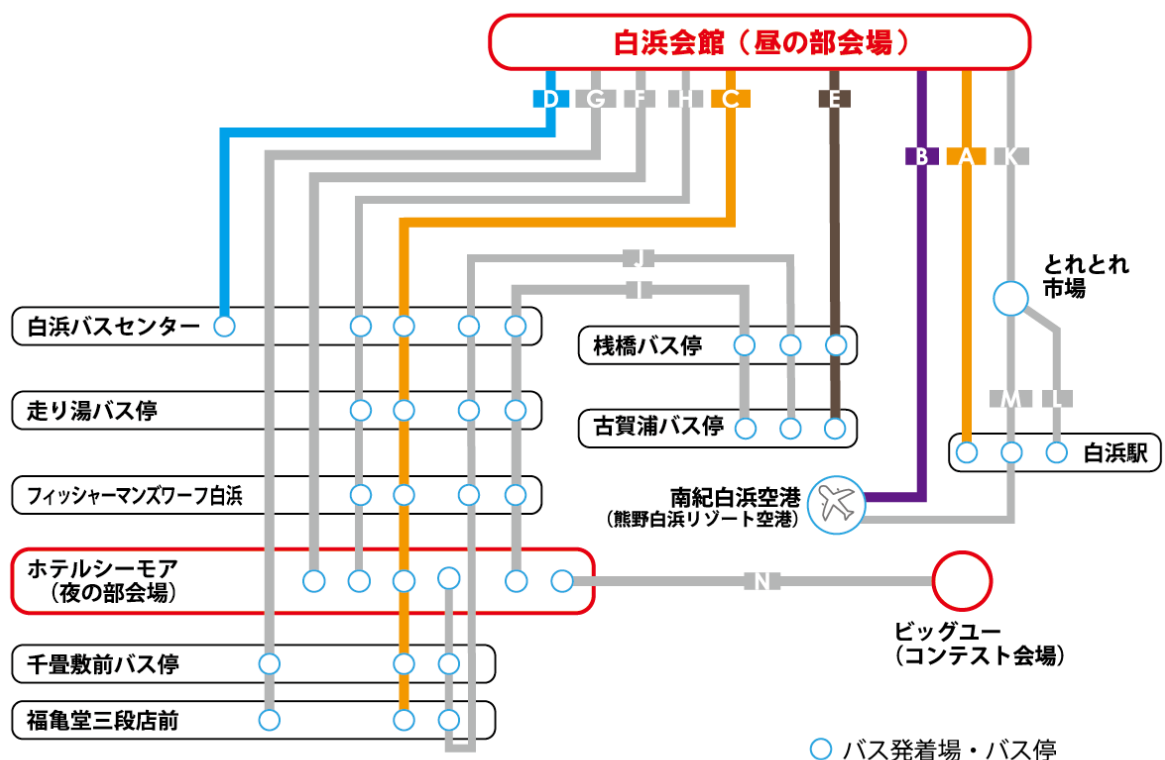 白浜会館（昼の部会場）
D G F H C E
B A K
J
とれとれ
市場
I
白浜バスセンター
桟橋バス停
走り湯バス停
M L
古賀浦バス停
白浜駅
フィッシャーマンズワーフ白浜
南紀白浜空港
（熊野白浜リゾート空港）
ホテルシーモア
（夜の部会場）
N
ビッグユー
（コンテスト会場）
千畳敷前バス停
福亀堂三段店前
バス発着場・バス停